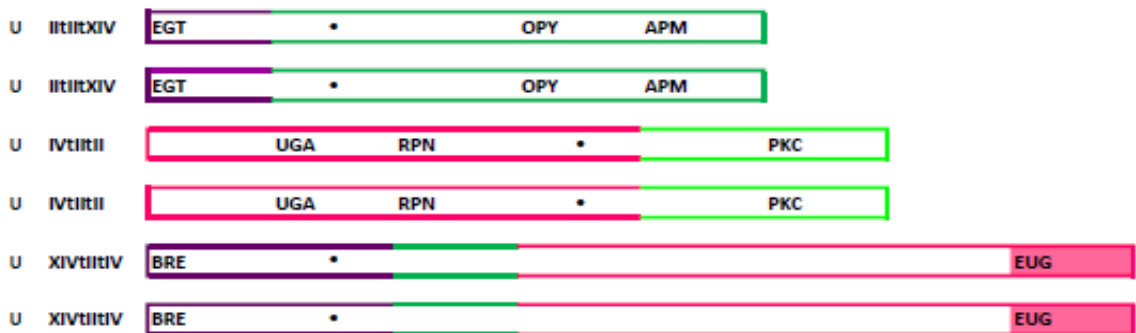 U IItIItXIV EGT • OPY APM
U IItIItXIV EGT • OPY APM
U IVtIItII UGA RPN • PKC
U IVtIItII UGA RPN • PKC
U XIVtIItIV BRE • EUG
U XIVtIItIV BRE • EUG